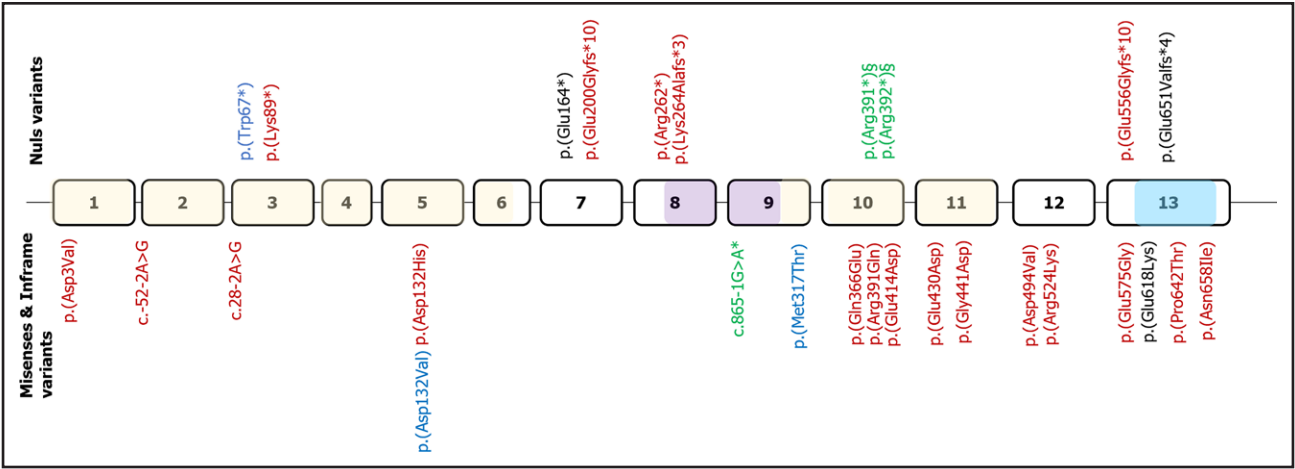 Nuls variants
p.(Trp67*)
p.(Lys89*)
p.(Glu164*)
p.(Glu200Glyfs*10)
p.(Arg262*)
p.(Lys264Alafs*3)
p.(Arg391*)§
p.(Arg392*)§
p.(Glu556Glyfs*10)
p.(Glu651Valfs*4)
1 2 3 4 5 6 7 8 9 10 11 12 13
Misenses & Inframe
variants
p.(Asp3Val)
c.-52-2A>G
c.28-2A>G
p.(Asp132Val) p.(Asp132His)
c.865-1G>A*
p.(Met317Thr)
p.(Gln366Glu)
p.(Arg391Gln)
p.(Glu414Asp)
p.(Glu430Asp)
p.(Gly441Asp)
p.(Asp494Val)
p.(Arg524Lys)
p.(Glu575Gly)
p.(Glu618Lys)
p.(Pro642Thr)
p.(Asn658Ile)